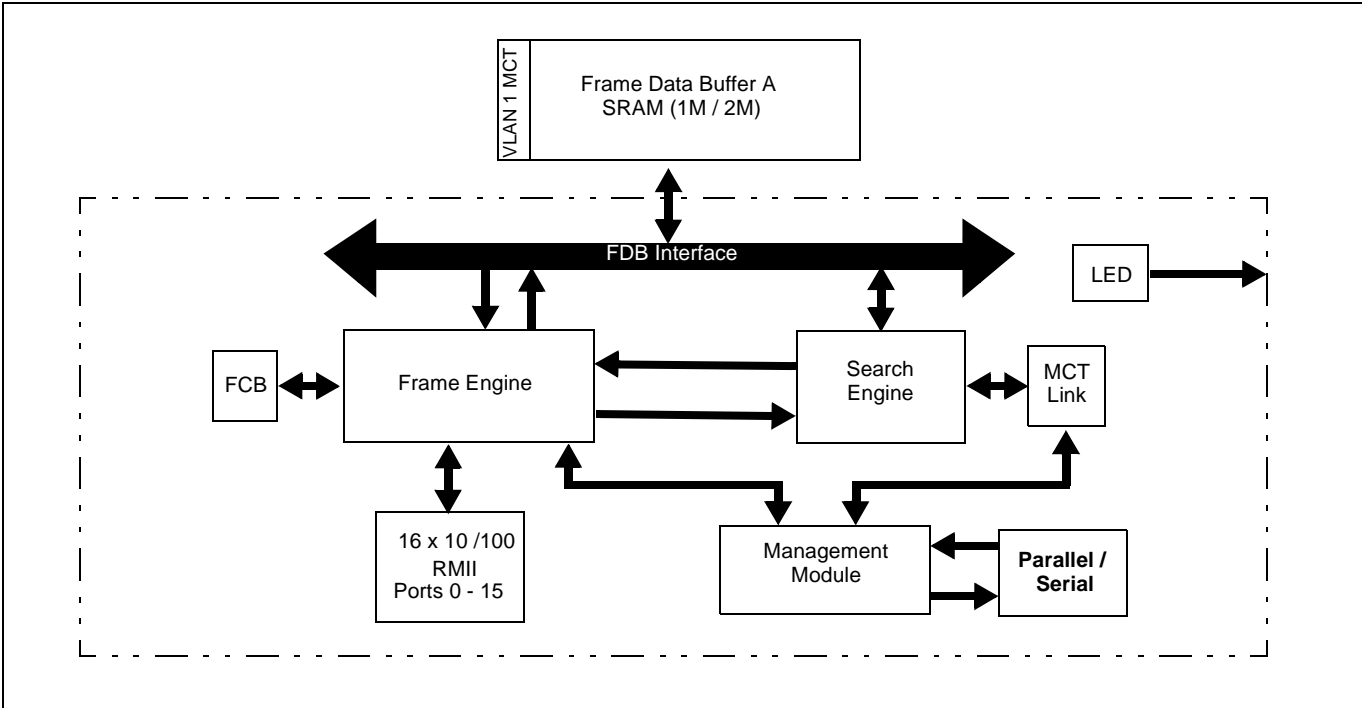 VLAN 1 MCT
Frame Data Buffer A
SRAM (1M / 2M)
FDB Interface
LED
FCB
Frame Engine
Search
Engine
MCT
Link
16 x 10 /100
RMII
Ports 0 - 15
Management
Module
Parallel /
Serial